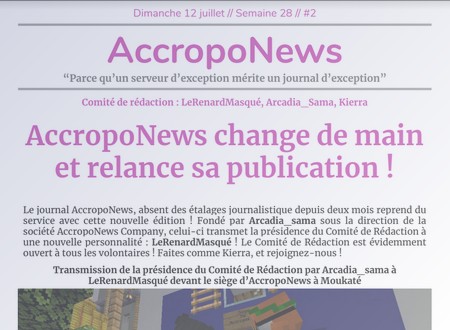 Dimanche 12 juillet // Semaine 28 // #2
AccropoNews
“Parce qu’un serveur d’exception mérite un journal d’exception”
Comité de rédaction : LeRenardMasqué, Arcadia_Sama, Kierra
AccropoNews change de main
et relance sa publication !
Le journal AccropoNews, absent des étalages journalistique depuis deux mois reprend du
service avec cette nouvelle édition ! Fondé par Arcadia_sama sous la direction de la
société AccropoNews Company, celui-ci transmet la présidence du Comité de Rédaction à
une nouvelle personnalité : LeRenardMasqué ! Le Comité de Rédaction est évidemment
ouvert à tous les volontaires ! Faites comme Kierra, et rejoignez-nous !
Transmission de la présidence du Comité de Rédaction par Arcadia_sama à
LeRenardMasqué devant le siège d’AccropoNews à Moukaté